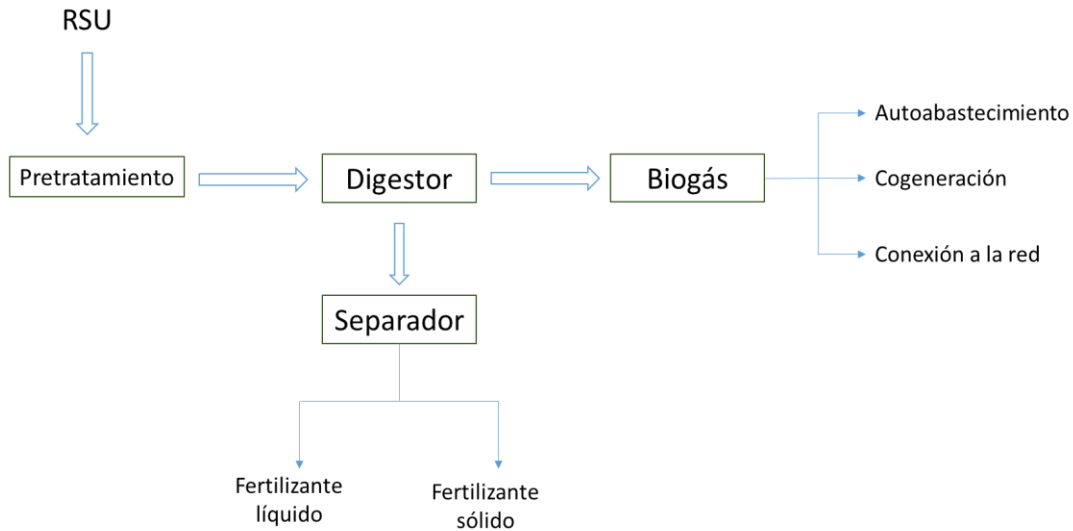 RSU
Autoabastecimiento
Pretratamiento
Digestor
Biogás
Cogeneración
Conexión a la red
Separador
Fertilizante
líquido
Fertilizante
sólido